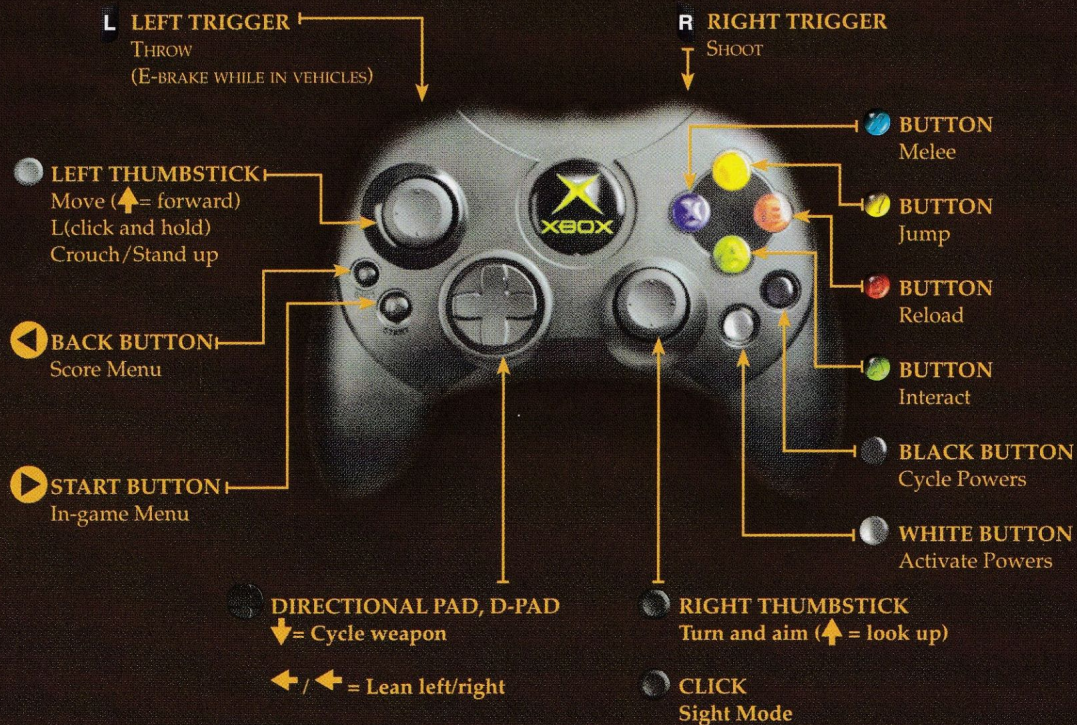 L LEFT TRIGGER
THROW
(E-BRAKE WHILE IN VEHICLES)
R RIGHT TRIGGER
SHOOT
LEFT THUMBSTICK
Move (↑= forward)
L(click and hold)
Crouch/Stand up
BACK BUTTON
Score Menu
START BUTTON
In-game Menu
XBOX
X
BUTTON
Melee
BUTTON
Jump
BUTTON
Reload
BUTTON
Interact
BLACK BUTTON
Cycle Powers
WHITE BUTTON
Activate Powers
DIRECTIONAL PAD, D-PAD
↓= Cycle weapon
←/← = Lean left/right
RIGHT THUMBSTICK
Turn and aim (↑ = look up)
CLICK
Sight Mode